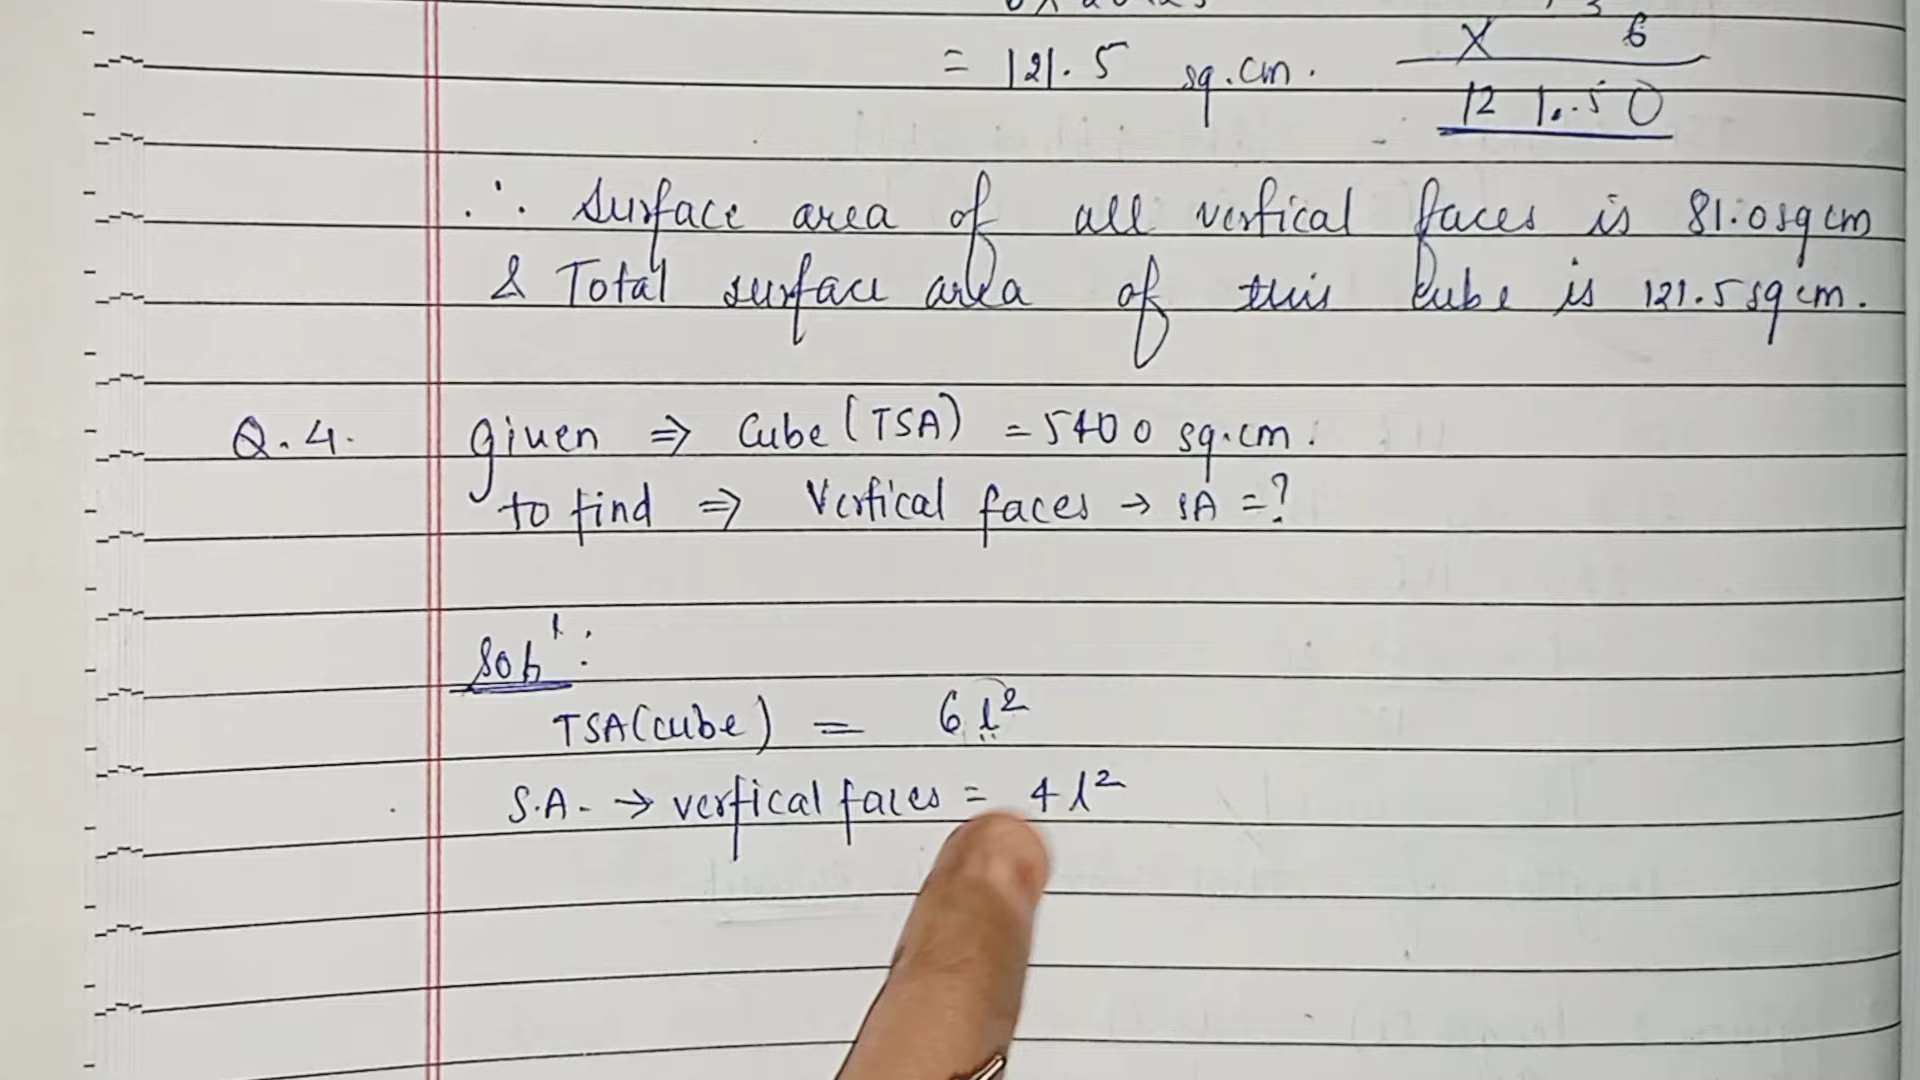 = 121.5 sq.cm.
x 6
121.50
∴ Surface area of all vertical faces is 81.0 sq cm
& Total surface area of this cube is 121.5 sq cm.
Q.4. given ⇒ Cube (TSA) = 5400 sq.cm.
to find ⇒ Vertical faces → SA = ?
Soln:
TSA(cube) = 6l²
S.A. → vertical faces = 4l²